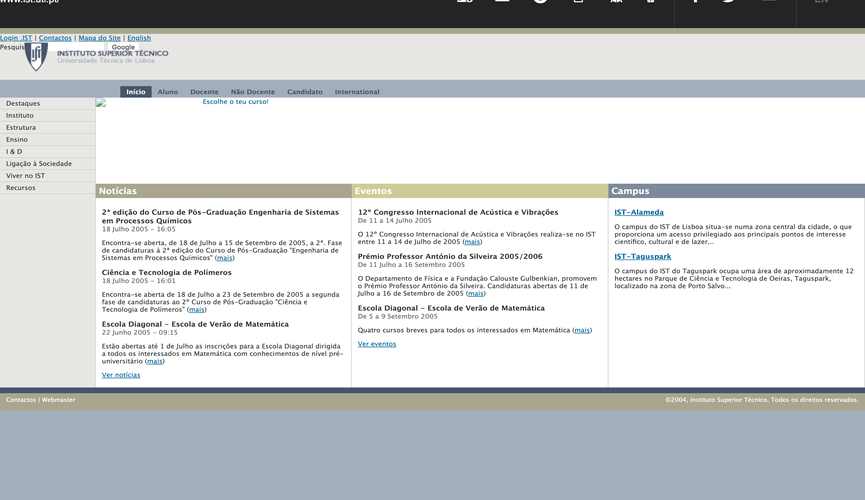 www.ist.utl.pt
Login .IST | Contactos | Mapa do Site | English
Google
INSTITUTO SUPERIOR TÉCNICO
Universidade Técnica de Lisboa
Início Aluno Docente Não Docente Candidato International
Destaques
Instituto
Estrutura
Ensino
I & D
Ligação à Sociedade
Viver no IST
Recursos
Escolhe o teu curso!
Notícias
2ª edição do Curso de Pós-Graduação Engenharia de Sistemas
em Processos Químicos
18 Julho 2005 - 16:05
Encontra-se aberta, de 18 de Julho a 15 de Setembro de 2005, a 2ª. Fase
de candidaturas à 2ª edição do Curso de Pós-Graduação "Engenharia de
Sistemas em Processos Químicos" (mais)
Ciência e Tecnologia de Polímeros
18 Julho 2005 - 16:01
Encontra-se aberta de 18 de Julho a 23 de Setembro de 2005 a segunda
fase de candidaturas ao 2º Curso de Pós-Graduação "Ciência e
Tecnologia de Polímeros" (mais)
Escola Diagonal - Escola de Verão de Matemática
22 Junho 2005 - 09:15
Estão abertas até 1 de Julho as inscrições para a Escola Diagonal dirigida
a todos os interessados em Matemática com conhecimentos de nível pré-
universitário (mais)
Ver notícias
Eventos
12º Congresso Internacional de Acústica e Vibrações
De 11 a 14 Julho 2005
O 12º Congresso Internacional de Acústica e Vibrações realiza-se no IST
entre 11 a 14 de Julho de 2005 (mais)
Prémio Professor António da Silveira 2005/2006
De 11 Julho a 16 Setembro 2005
O Departamento de Física e a Fundação Calouste Gulbenkian, promovem
o Prémio Professor António da Silveira. Candidaturas abertas de 11 de
Julho a 16 de Setembro de 2005 (mais)
Escola Diagonal - Escola de Verão de Matemática
De 5 a 9 Setembro 2005
Quatro cursos breves para todos os interessados em Matemática (mais)
Ver eventos
Campus
IST-Alameda
O campus do IST de Lisboa situa-se numa zona central da cidade, o que
proporciona um acesso privilegiado aos principais pontos de interesse
científico, cultural e de lazer...
IST-Taguspark
O campus do IST do Taguspark ocupa uma área de aproximadamente 12
hectares no Parque de Ciência e Tecnologia de Oeiras, Taguspark,
localizado na zona de Porto Salvo...
Contactos | Webmaster
©2004, Instituto Superior Técnico. Todos os direitos reservados.